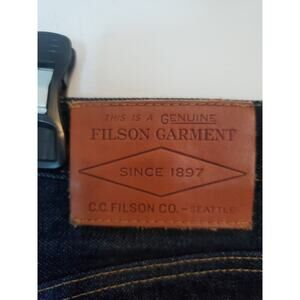 THIS IS A GENUINE
FILSON GARMENT
SINCE 1897
C.C. FILSON CO. – SEATTLE